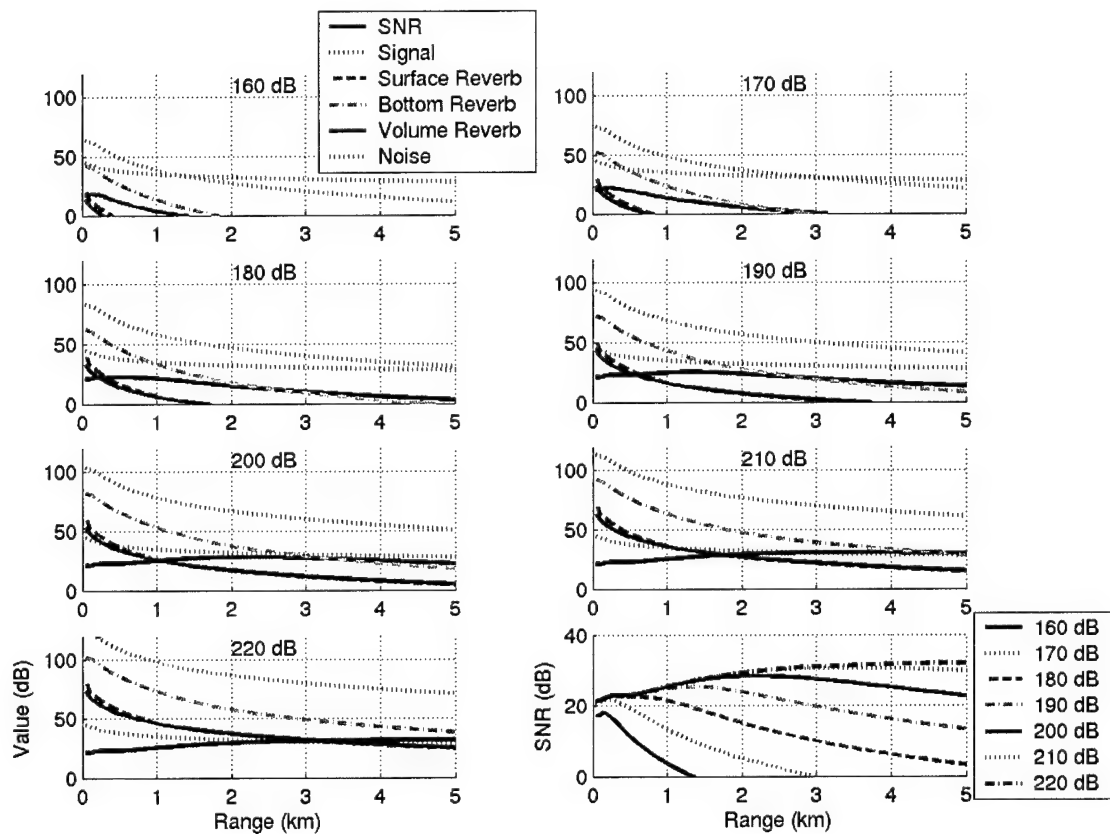 SNR
Signal
Surface Reverb
Bottom Reverb
Volume Reverb
Noise
160 dB
100
50
0
0 1 2 3 4 5
170 dB
100
50
0
0 1 2 3 4 5
180 dB
100
50
0
0 1 2 3 4 5
190 dB
100
50
0
0 1 2 3 4 5
200 dB
100
50
0
0 1 2 3 4 5
210 dB
100
50
0
0 1 2 3 4 5
220 dB
Value (dB)
100
50
0
0 1 2 3 4 5
Range (km)
SNR (dB)
40
20
0
0 1 2 3 4 5
Range (km)
160 dB
170 dB
180 dB
190 dB
200 dB
210 dB
220 dB